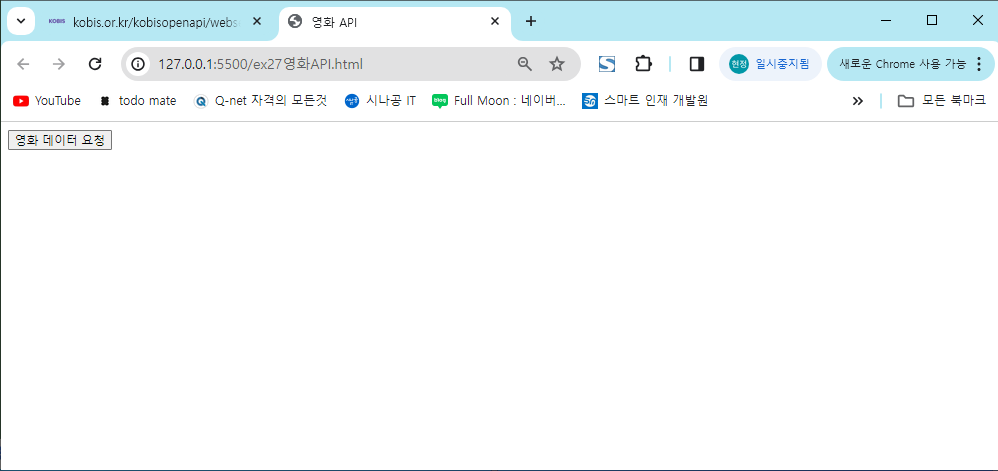 KOBIS kobis.or.kr/kobisopenapi/webse
영화 API
127.0.0.1:5500/ex27영화API.html
현정 일시중지됨
새로운 Chrome 사용 가능
YouTube
todo mate
Q Q-net 자격의 모든것
시나공 시나공 IT
blog Full Moon : 네이버...
스마트 인재 개발원
모든 북마크
영화 데이터 요청